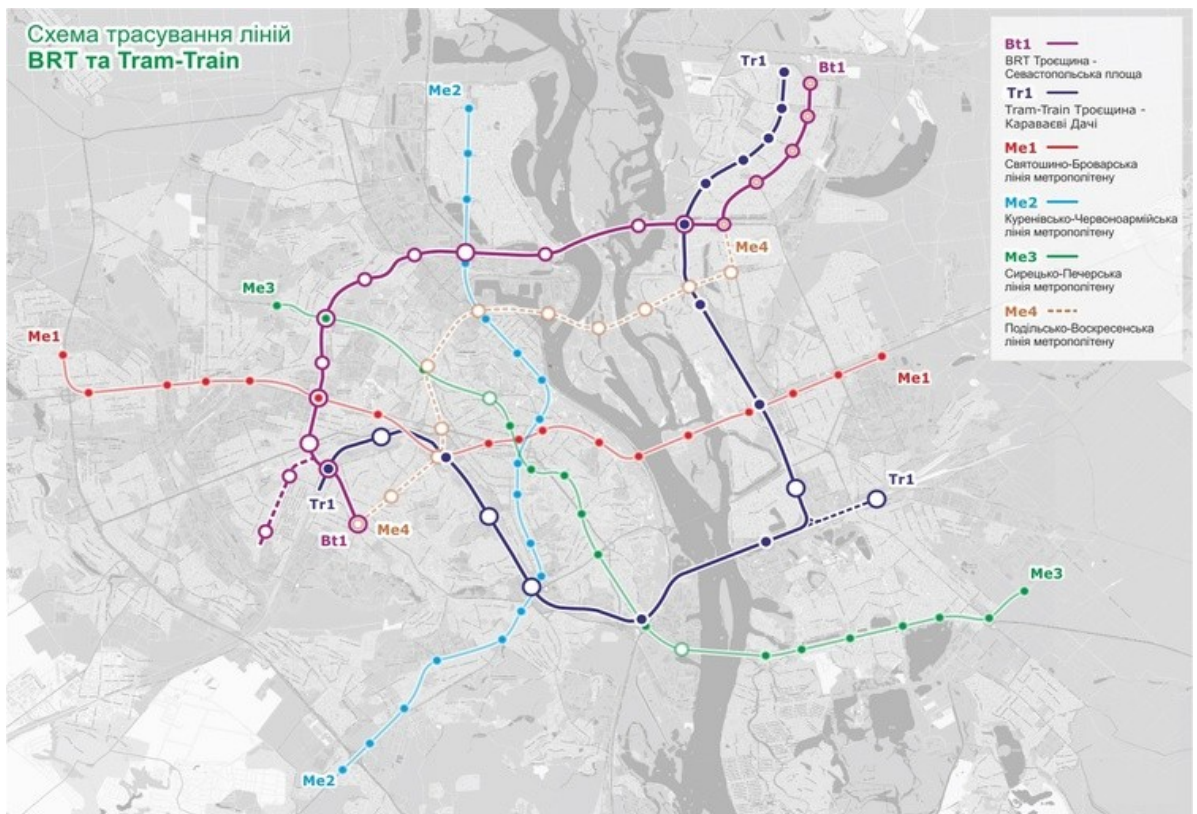 Схема трасування ліній
BRT та Tram-Train
Bt1
BRT Троєщина -
Севастопольська площа
Tr1
Tram-Train Троєщина -
Караваєві Дачі
Me1
Святошино-Броварська
лінія метрополітену
Me2
Куренівсько-Червоноармійська
лінія метрополітену
Me3
Сирецько-Печерська
лінія метрополітену
Me4
Подільсько-Воскресенська
лінія метрополітену
Tr1
Bt1
Me2
Me4
Me3
Me1
Me1
Tr1
Tr1
Bt1
Me4
Me3
Me2